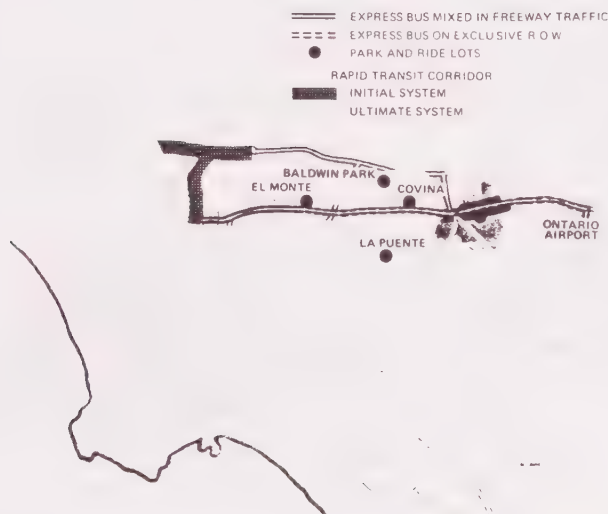 EXPRESS BUS MIXED IN FREEWAY TRAFFIC
EXPRESS BUS ON EXCLUSIVE ROW
PARK AND RIDE LOTS
RAPID TRANSIT CORRIDOR
INITIAL SYSTEM
ULTIMATE SYSTEM
BALDWIN PARK
EL MONTE
COVINA
ONTARIO
AIRPORT
LA PUENTE